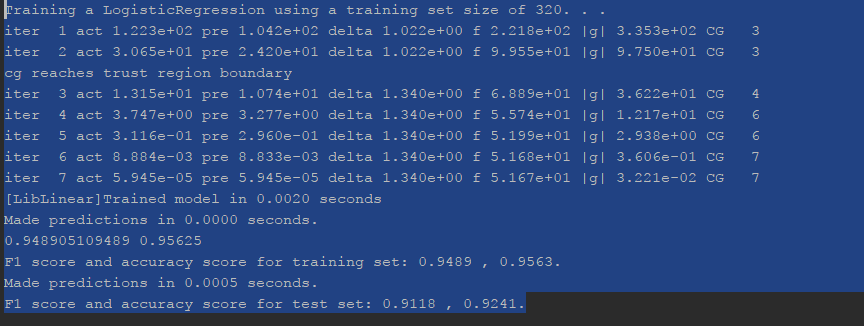 Training a LogisticRegression using a training set size of 320. . .
iter  1 act 1.223e+02 pre 1.042e+02 delta 1.022e+00 f 2.218e+02 |g| 3.353e+02 CG   3
iter  2 act 3.065e+01 pre 2.420e+01 delta 1.022e+00 f 9.955e+01 |g| 9.750e+01 CG   3
cg reaches trust region boundary
iter  3 act 1.315e+01 pre 1.074e+01 delta 1.340e+00 f 6.889e+01 |g| 3.622e+01 CG   4
iter  4 act 3.747e+00 pre 3.277e+00 delta 1.340e+00 f 5.574e+01 |g| 1.217e+01 CG   6
iter  5 act 3.116e-01 pre 2.960e-01 delta 1.340e+00 f 5.199e+01 |g| 2.938e+00 CG   6
iter  6 act 8.884e-03 pre 8.833e-03 delta 1.340e+00 f 5.168e+01 |g| 3.606e-01 CG   7
iter  7 act 5.945e-05 pre 5.945e-05 delta 1.340e+00 f 5.167e+01 |g| 3.221e-02 CG   7
[LibLinear]Trained model in 0.0020 seconds
Made predictions in 0.0000 seconds.
0.948905109489 0.95625
F1 score and accuracy score for training set: 0.9489 , 0.9563.
Made predictions in 0.0005 seconds.
F1 score and accuracy score for test set: 0.9118 , 0.9241.